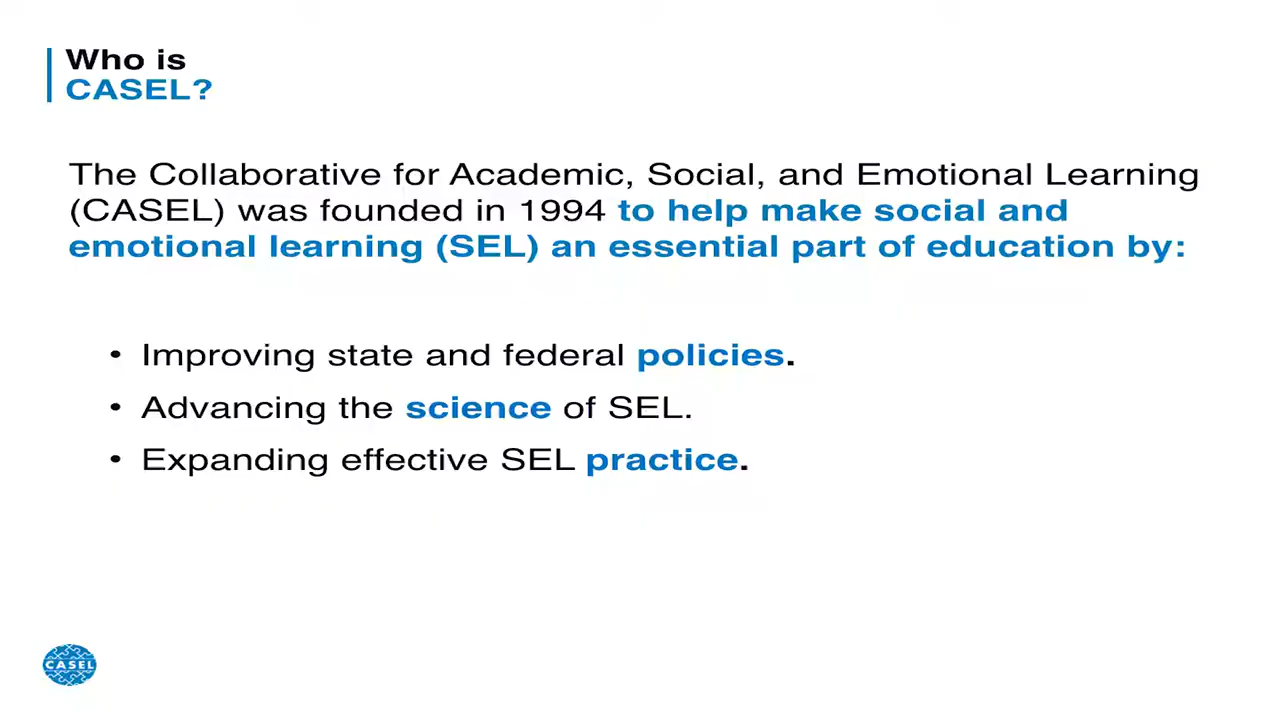 Who is
CASEL?
The Collaborative for Academic, Social, and Emotional Learning
(CASEL) was founded in 1994 to help make social and
emotional learning (SEL) an essential part of education by:
• Improving state and federal policies.
• Advancing the science of SEL.
• Expanding effective SEL practice.
CASEL